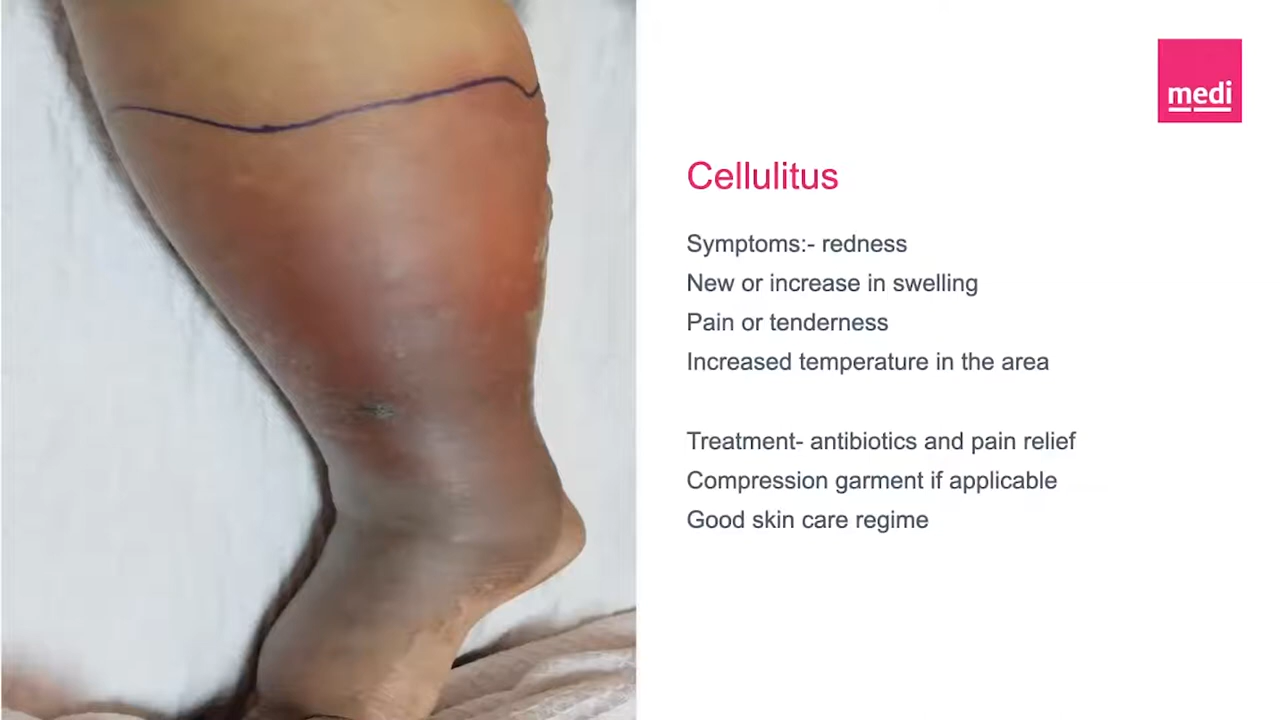 medi
Cellulitus
Symptoms:- redness
New or increase in swelling
Pain or tenderness
Increased temperature in the area
Treatment- antibiotics and pain relief
Compression garment if applicable
Good skin care regime